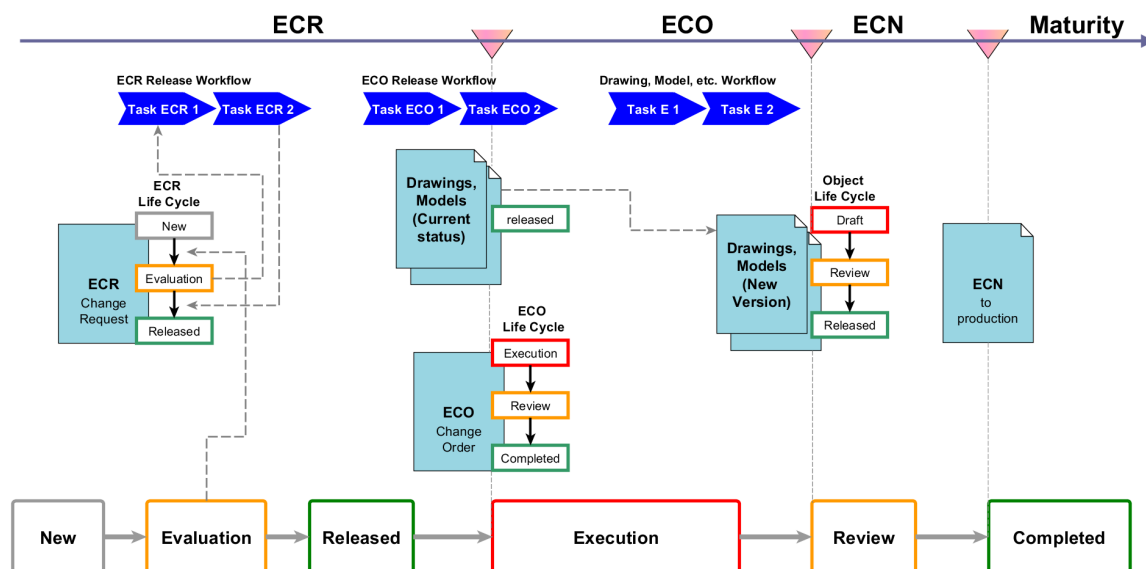 ECR
ECO
ECN
Maturity
ECR Release Workflow
Task ECR 1
Task ECR 2
ECO Release Workflow
Task ECO 1
Task ECO 2
Drawing, Model, etc. Workflow
Task E 1
Task E 2
ECR
Life Cycle
New
Evaluation
Released
ECR
Change
Request
Drawings,
Models
(Current
status)
released
ECO
Life Cycle
Execution
Review
Completed
ECO
Change
Order
Object
Life Cycle
Draft
Review
Released
Drawings,
Models
(New
Version)
ECN
to
production
New
Evaluation
Released
Execution
Review
Completed